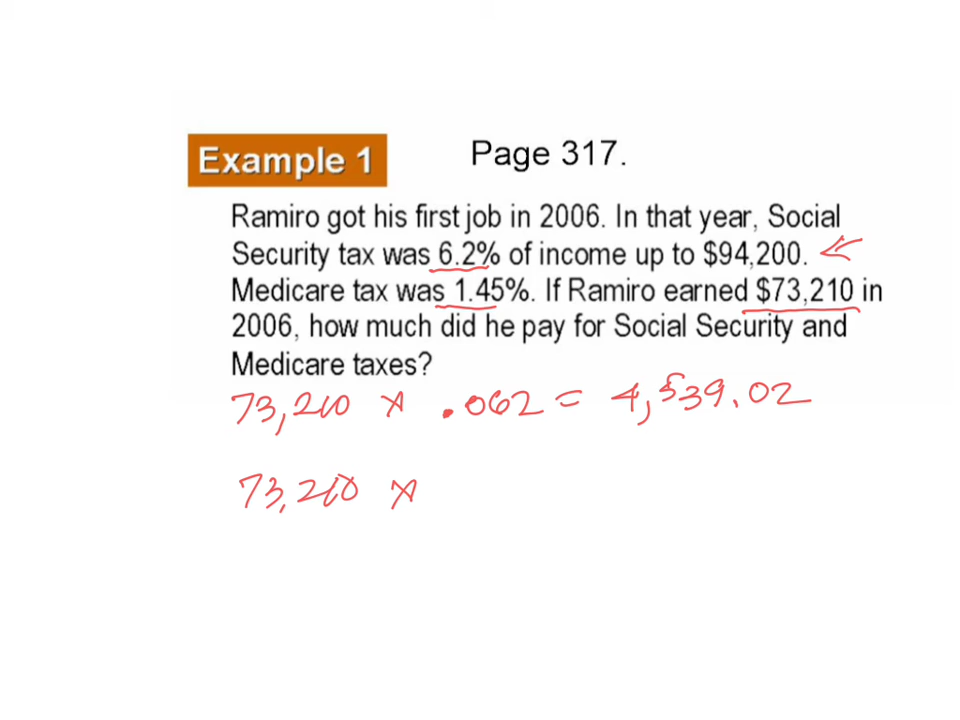 Example 1 Page 317.
Ramiro got his first job in 2006. In that year, Social
Security tax was 6.2% of income up to $94,200.
Medicare tax was 1.45%. If Ramiro earned $73,210 in
2006, how much did he pay for Social Security and
Medicare taxes?
73,210 x .062 = 4,539.02
73,210 x